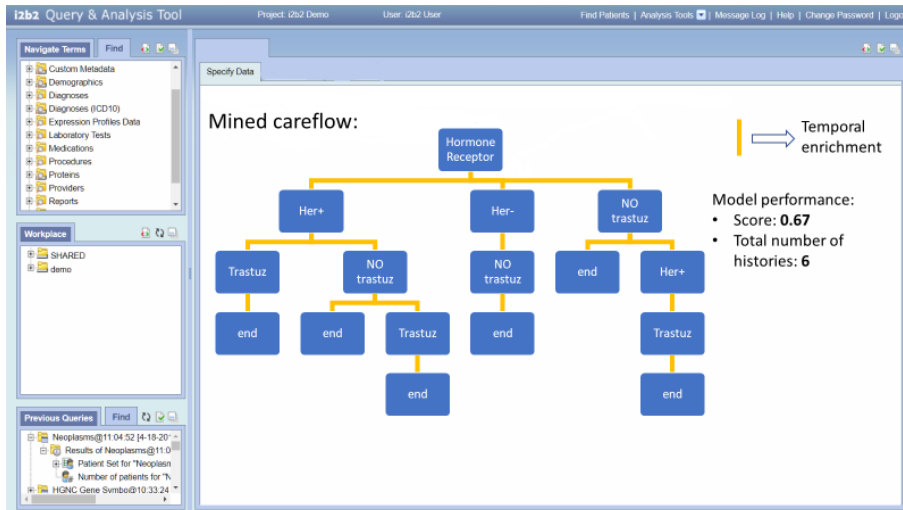 i2b2 Query & Analysis Tool
Project: i2b2 Demo
User: i2b2 User
Find Patients | Analysis Tools | Message Log | Help | Change Password |
Navigate Terms
Find
Custom Metadata
Demographics
Diagnoses
Diagnoses (ICD10)
Expression Profiles Data
Laboratory Tests
Medications
Procedures
Proteins
Providers
Reports
Workplace
SHARED
demo
Previous Queries
Find
Neoplasms@11:04:52 [4-18-20
Results of Neoplasms@11:0
Patient Set for "Neoplasn
Number of patients for "N
HGNC Gene Symbo@10:33:24
Specify Data
Mined careflow:
Hormone
Receptor
Her+
Her-
NO
trastuz
Trastuz
NO
trastuz
NO
trastuz
end
Her+
end
end
Trastuz
end
Trastuz
end
end
Temporal
enrichment
Model performance:
• Score: 0.67
• Total number of
histories: 6